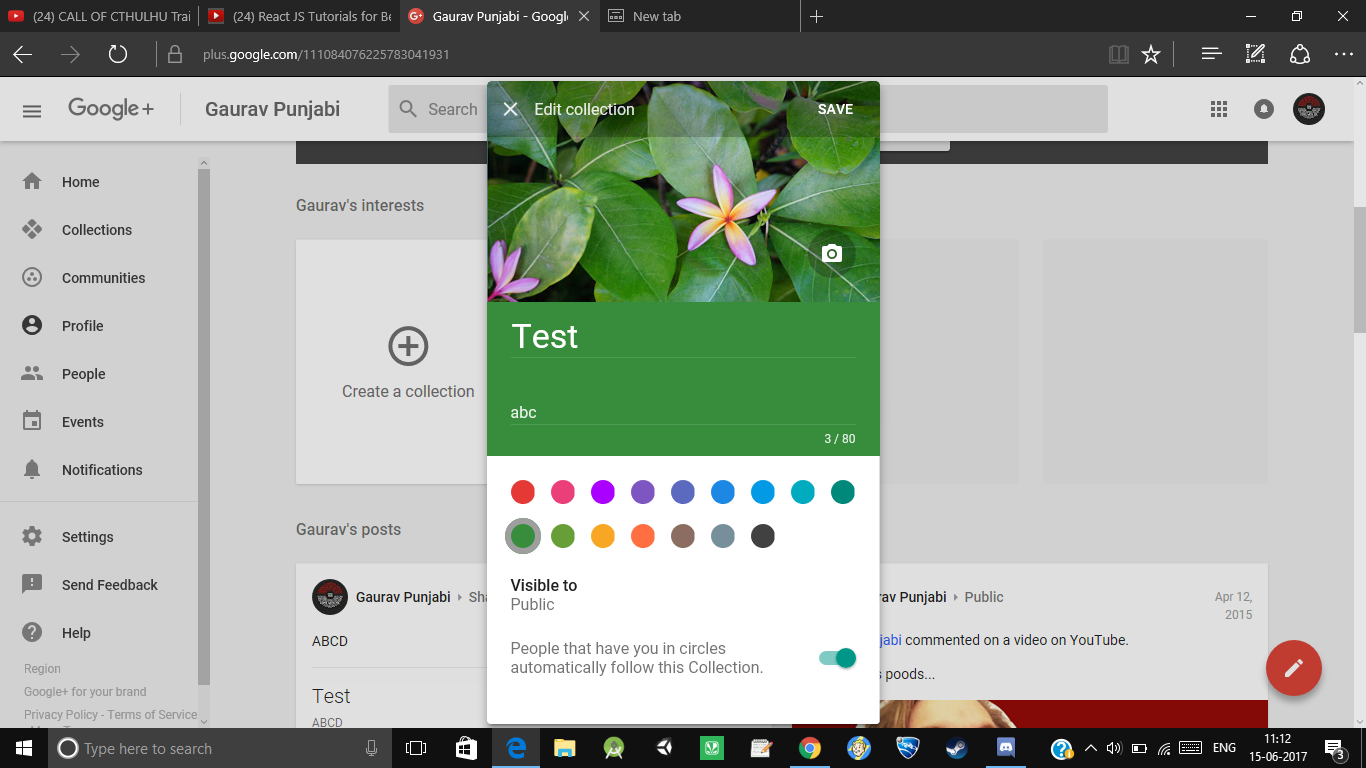 (24) CALL OF CTHULHU Trai
(24) React JS Tutorials for Be
Gaurav Punjabi - Googl
New tab
plus.google.com/111084076225783041931
Google+
Gaurav Punjabi
Search
Edit collection
SAVE
Home
Collections
Communities
Profile
People
Events
Notifications
Settings
Send Feedback
Help
Region
Google+ for your brand
Privacy Policy - Terms of Service
Gaurav's interests
Create a collection
Test
abc
3 / 80
Visible to
Public
People that have you in circles
automatically follow this Collection.
Gaurav's posts
Gaurav Punjabi
Sha
ABCD
Test
ABCD
rav Punjabi
Public
Apr 12,
2015
jabi commented on a video on YouTube.
poods...
Type here to search
ENG
11:12
15-06-2017
3